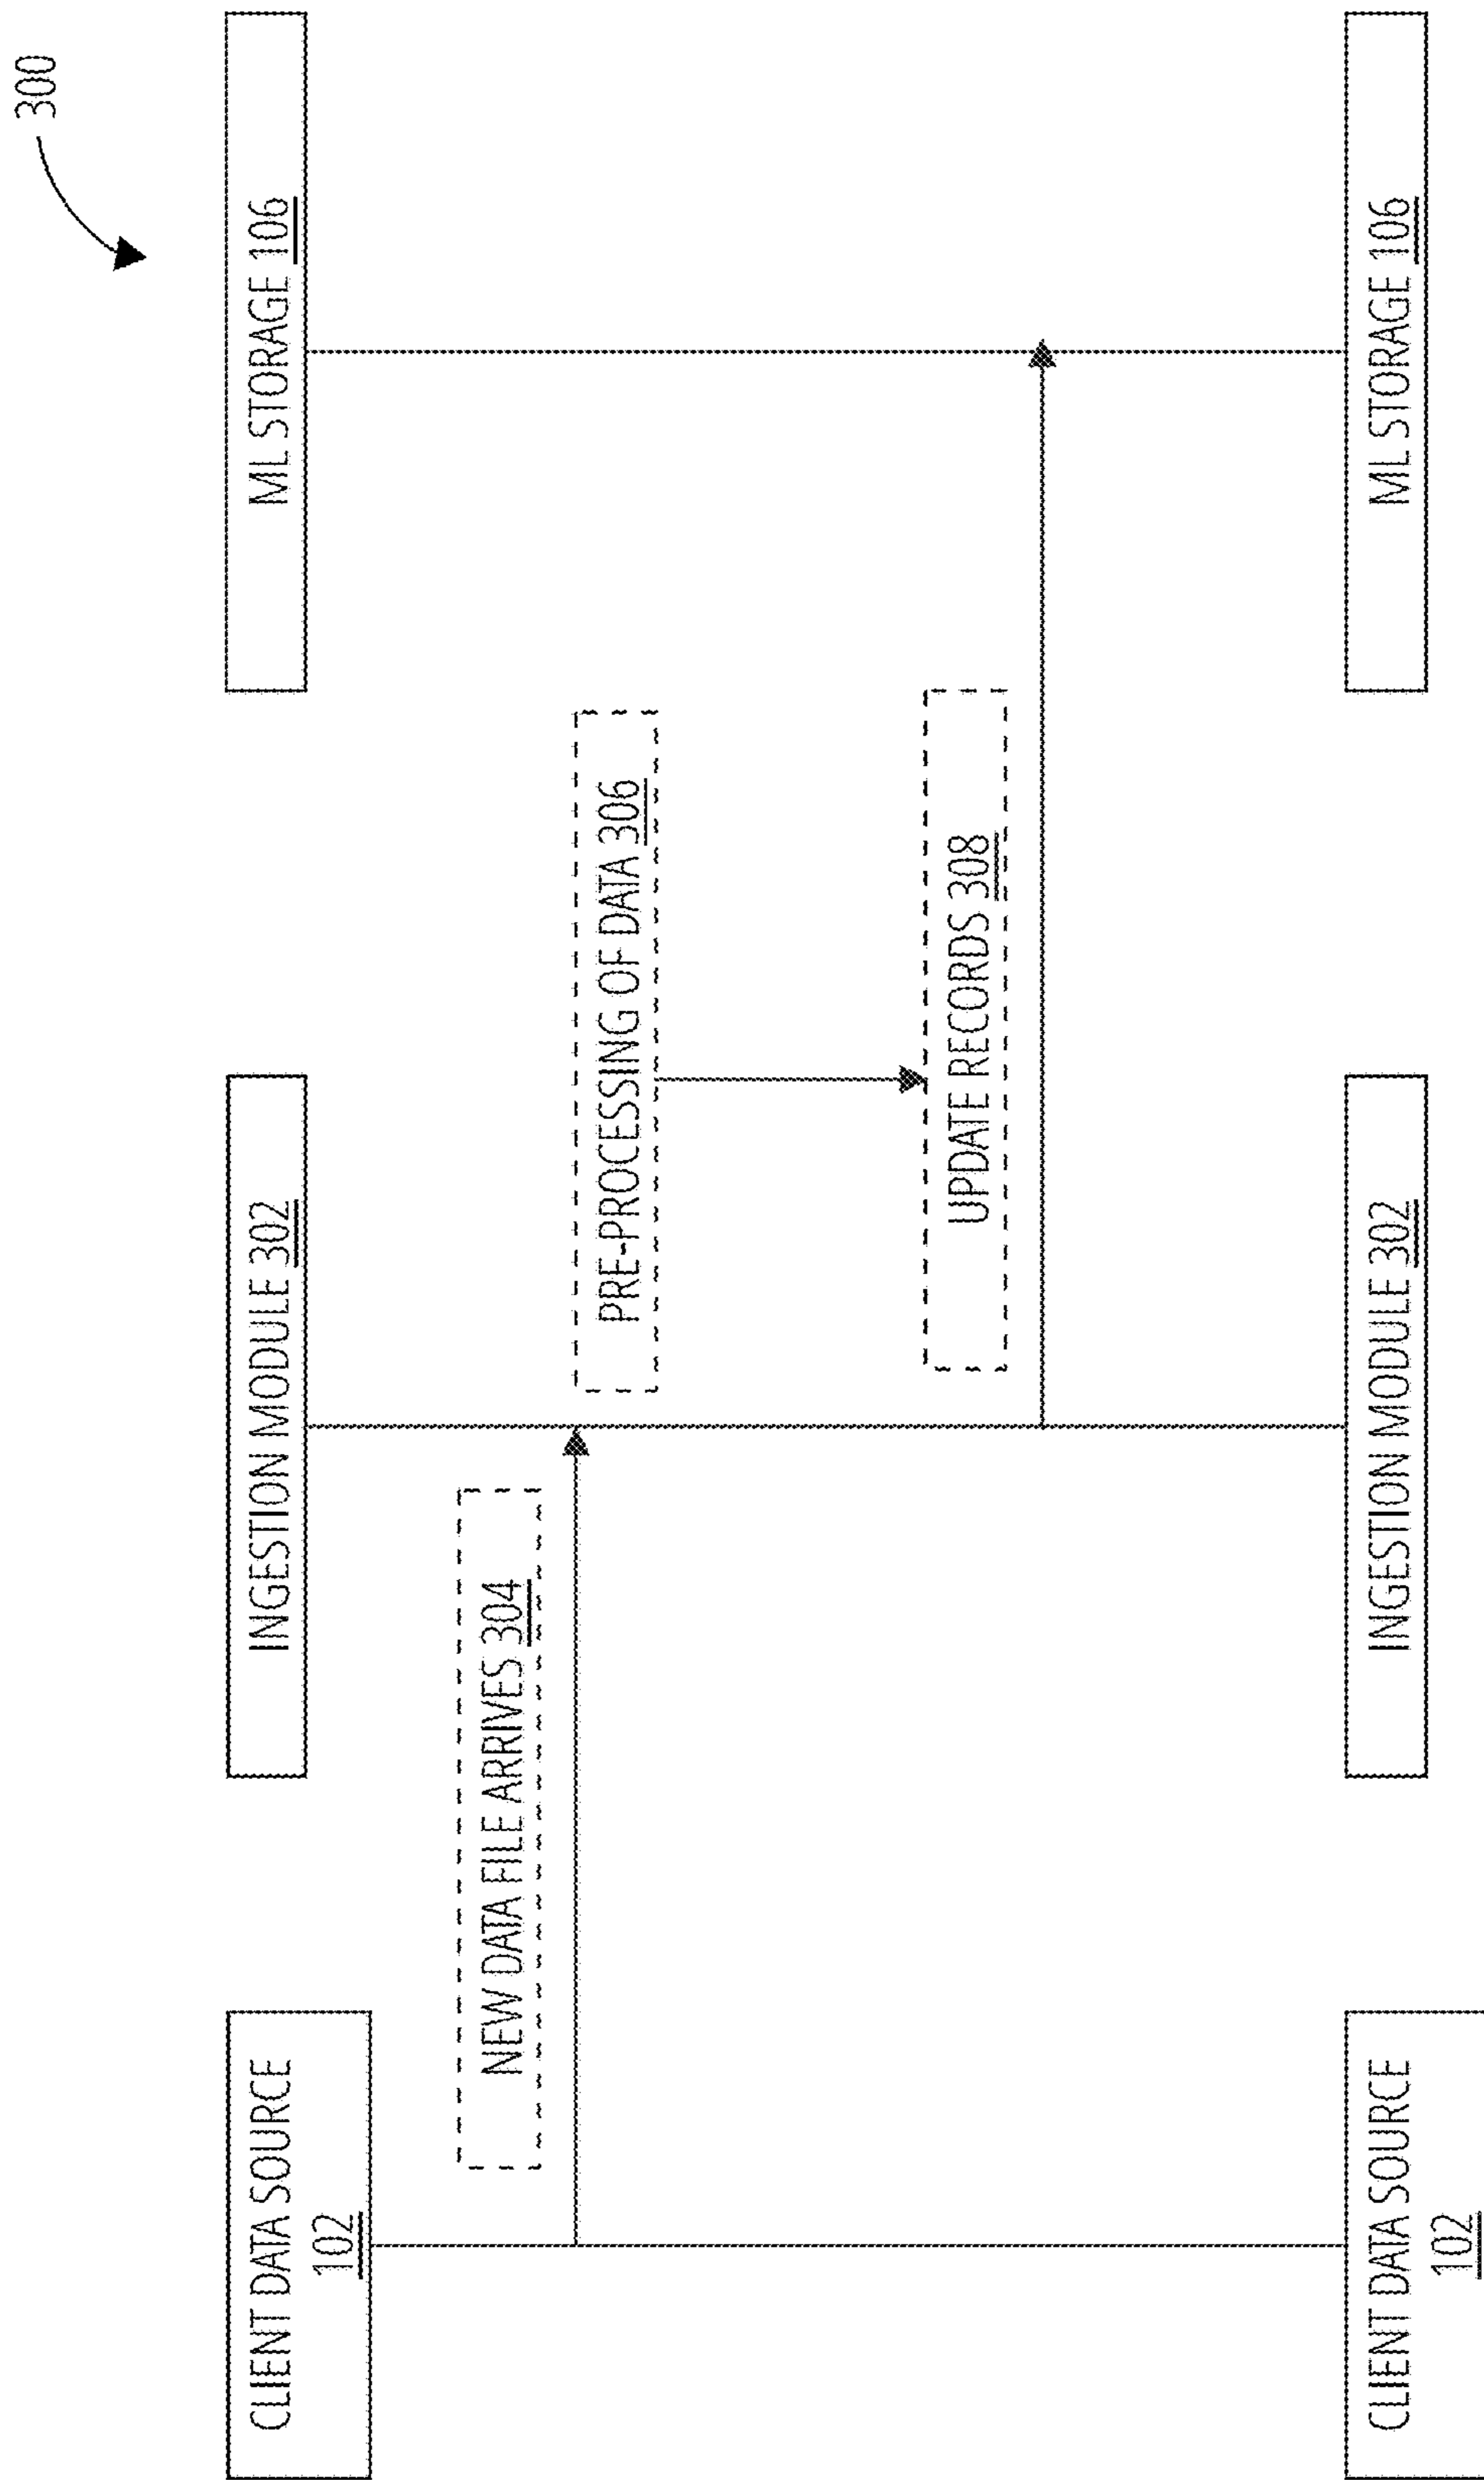 300
CLIENT DATA SOURCE
102
INGESTION MODULE 302
ML STORAGE 106
NEW DATA FILE ARRIVES 304
PRE-PROCESSING OF DATA 306
UPDATE RECORDS 308
CLIENT DATA SOURCE
102
INGESTION MODULE 302
ML STORAGE 106